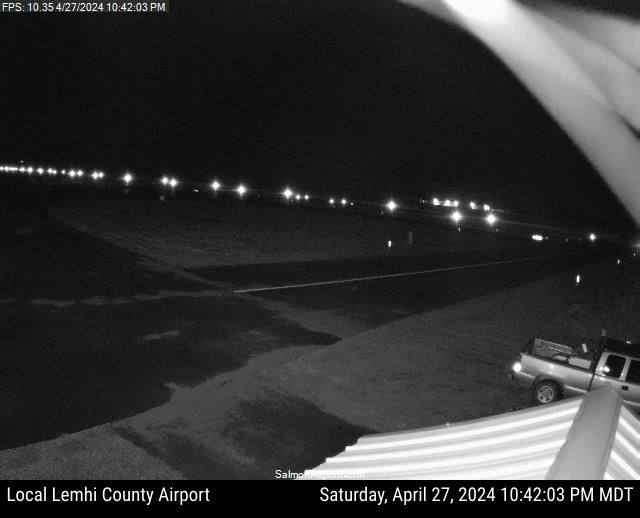 FPS: 10.35 4/27/2024 10:42:03 PM
SalmonAirportNorth
Local Lemhi County Airport
Saturday, April 27, 2024 10:42:03 PM MDT